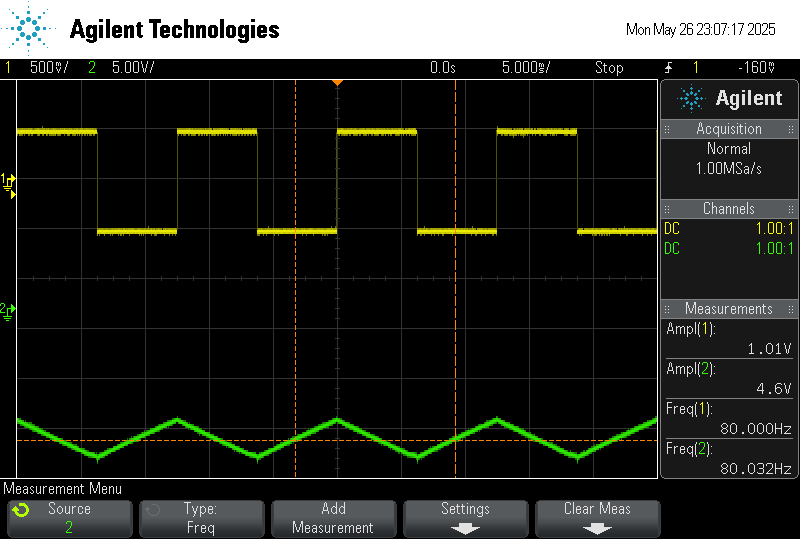 Agilent Technologies
Mon May 26 23:07:17 2025
1 500mV/ 2 5.00V/ 0.0s 5.000ms/ Stop 1 -160mV
Agilent
Acquisition
Normal
1.00MSa/s
Channels
DC 1.00:1
DC 1.00:1
Measurements
Ampl(1):
1.01V
Ampl(2):
4.6V
Freq(1):
80.000Hz
Freq(2):
80.032Hz
1
2
Measurement Menu
Source
2
Type:
Freq
Add
Measurement
Settings
Clear Meas